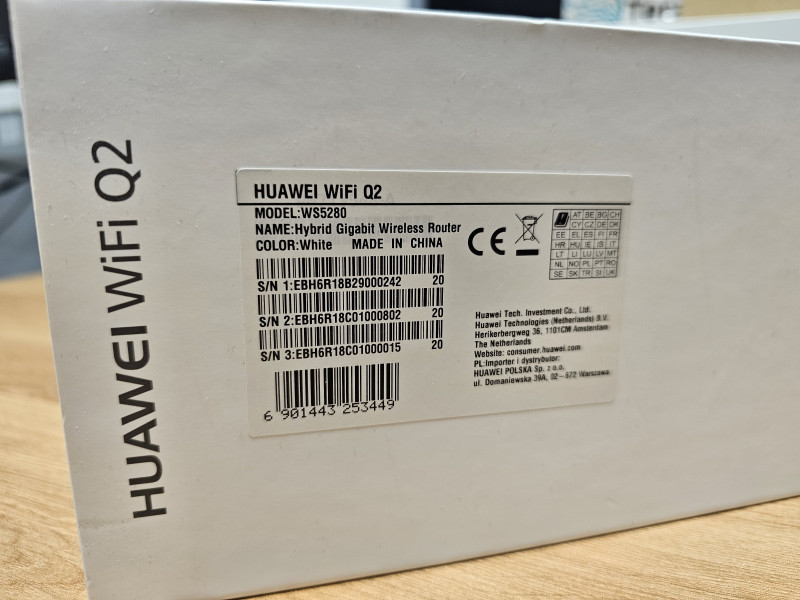 HUAWEI WiFi Q2
HUAWEI WiFi Q2
MODEL:WS5280
NAME:Hybrid Gigabit Wireless Router
COLOR:White MADE IN CHINA
S/N 1:EBH6R18B29000242 20
S/N 2:EBH6R18C01000802 20
S/N 3:EBH6R18C01000015 20
6 901443 253449
CE
AT BE BG CH
CY CZ DE DK
EE EL ES FI FR
HR HU IE IS IT
LT LI LU LV MT
NL NO PL PT RO
SE SK TR SI UK
Huawei Tech. Investment Co., Ltd.
Huawei Technologies (Netherlands) B.V.
Herikerbergweg 36, 1101CM Amsterdam
The Netherlands
Website: consumer.huawei.com
PL:Importer i dystrybutor:
HUAWEI POLSKA Sp. z o.o.
ul. Domaniewska 39A, 02-672 Warszawa